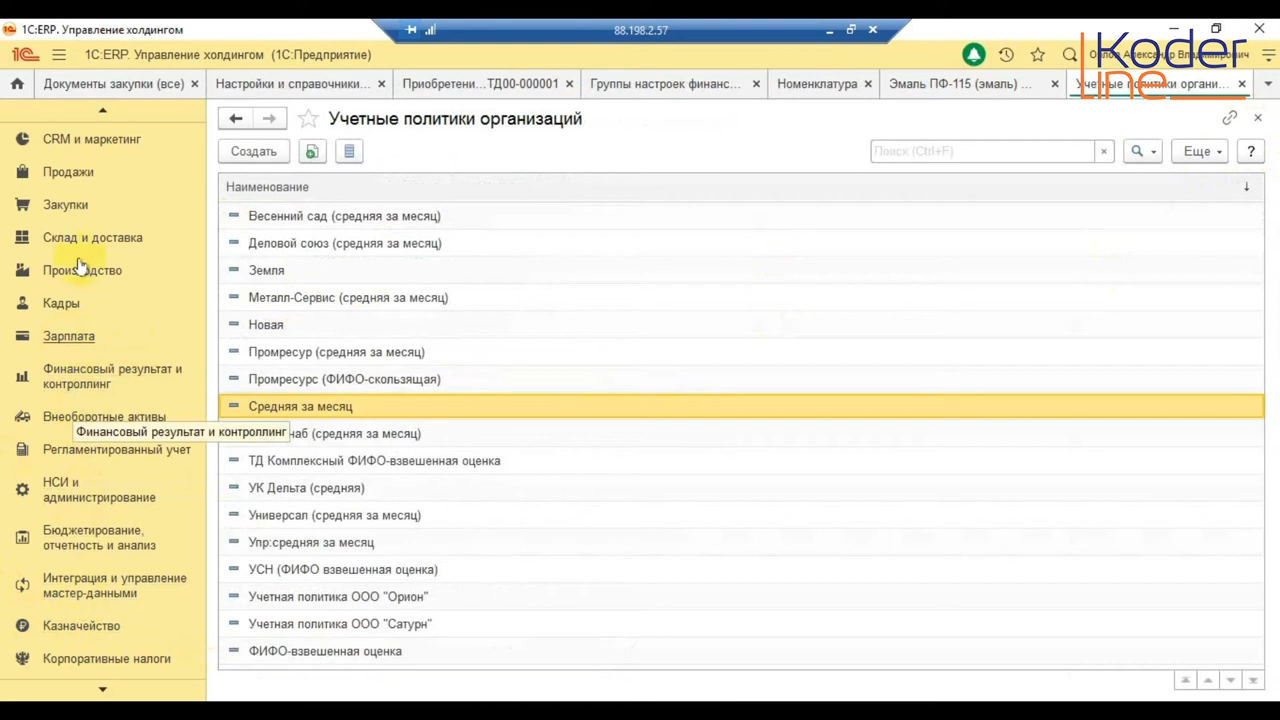 1C:ERP. Управление холдингом
88.198.2.57
1C:ERP. Управление холдингом (1С:Предприятие)
Орлов Александр Владимирович
Koder
Line
Документы закупки (все)
Настройки и справочники...
Приобретени...ТД00-000001
Группы настроек финанс...
Номенклатура
Эмаль ПФ-115 (эмаль) ...
Учетные политики органи...
CRM и маркетинг
Продажи
Закупки
Склад и доставка
Производство
Кадры
Зарплата
Финансовый результат и
контроллинг
Внеоборотные активы
Финансовый результат и контроллинг
Регламентированный учет
НСИ и
администрирование
Бюджетирование,
отчетность и анализ
Интеграция и управление
мастер-данными
Казначейство
Корпоративные налоги
Учетные политики организаций
Создать
Поиск (Ctrl+F)
Еще
?
Наименование
Весенний сад (средняя за месяц)
Деловой союз (средняя за месяц)
Земля
Металл-Сервис (средняя за месяц)
Новая
Промресур (средняя за месяц)
Промресурс (ФИФО-скользящая)
Средняя за месяц
наб (средняя за месяц)
ТД Комплексный ФИФО-взвешенная оценка
УК Дельта (средняя)
Универсал (средняя за месяц)
Упр:средняя за месяц
УСН (ФИФО взвешенная оценка)
Учетная политика ООО "Орион"
Учетная политика ООО "Сатурн"
ФИФО-взвешенная оценка